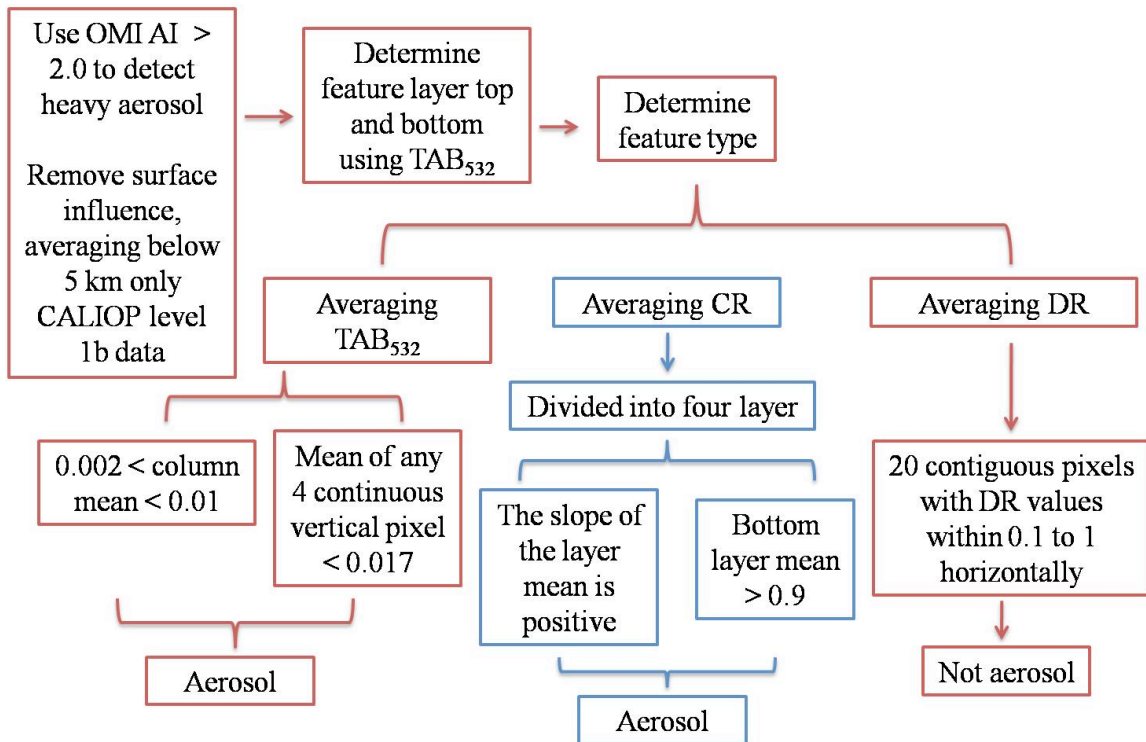 Use OMI AI >
2.0 to detect
heavy aerosol
Remove surface
influence,
averaging below
5 km only
CALIOP level
1b data
Determine
feature layer top
and bottom
using TAB₅₃₂
Determine
feature type
Averaging
TAB₅₃₂
Averaging CR
Averaging DR
Divided into four layer
0.002 < column
mean < 0.01
Mean of any
4 continuous
vertical pixel
< 0.017
The slope of
the layer
mean is
positive
Bottom
layer mean
> 0.9
20 contiguous pixels
with DR values
within 0.1 to 1
horizontally
Aerosol
Aerosol
Not aerosol